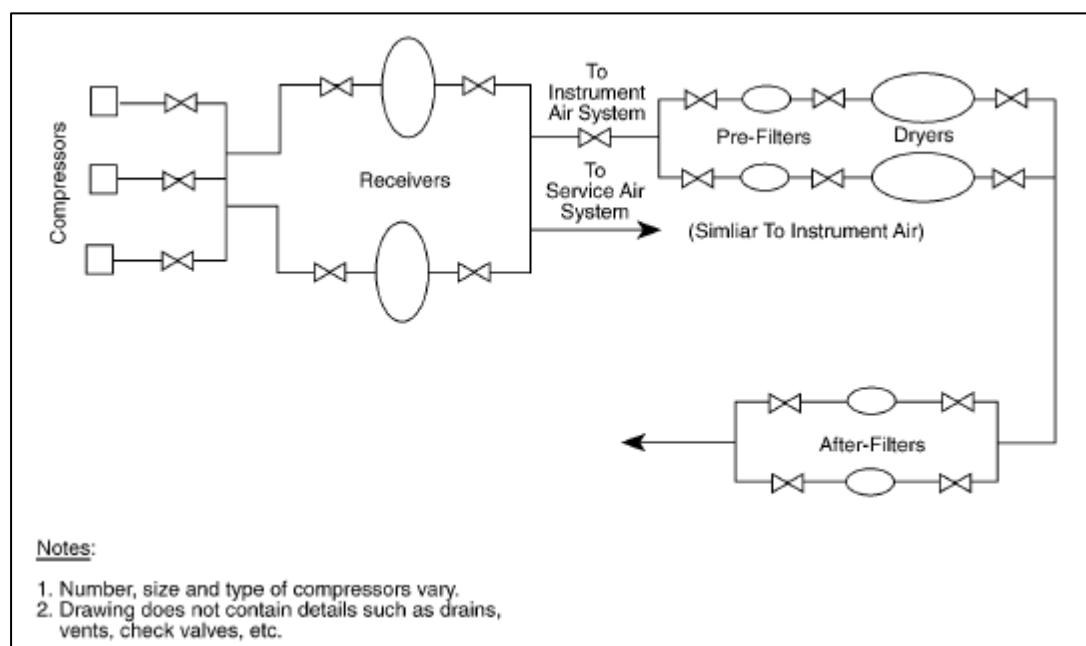 Compressors
Receivers
To
Instrument
Air System
To
Service Air
System
Pre-Filters
Dryers
(Simliar To Instrument Air)
After-Filters
Notes:
1. Number, size and type of compressors vary.
2. Drawing does not contain details such as drains,
vents, check valves, etc.